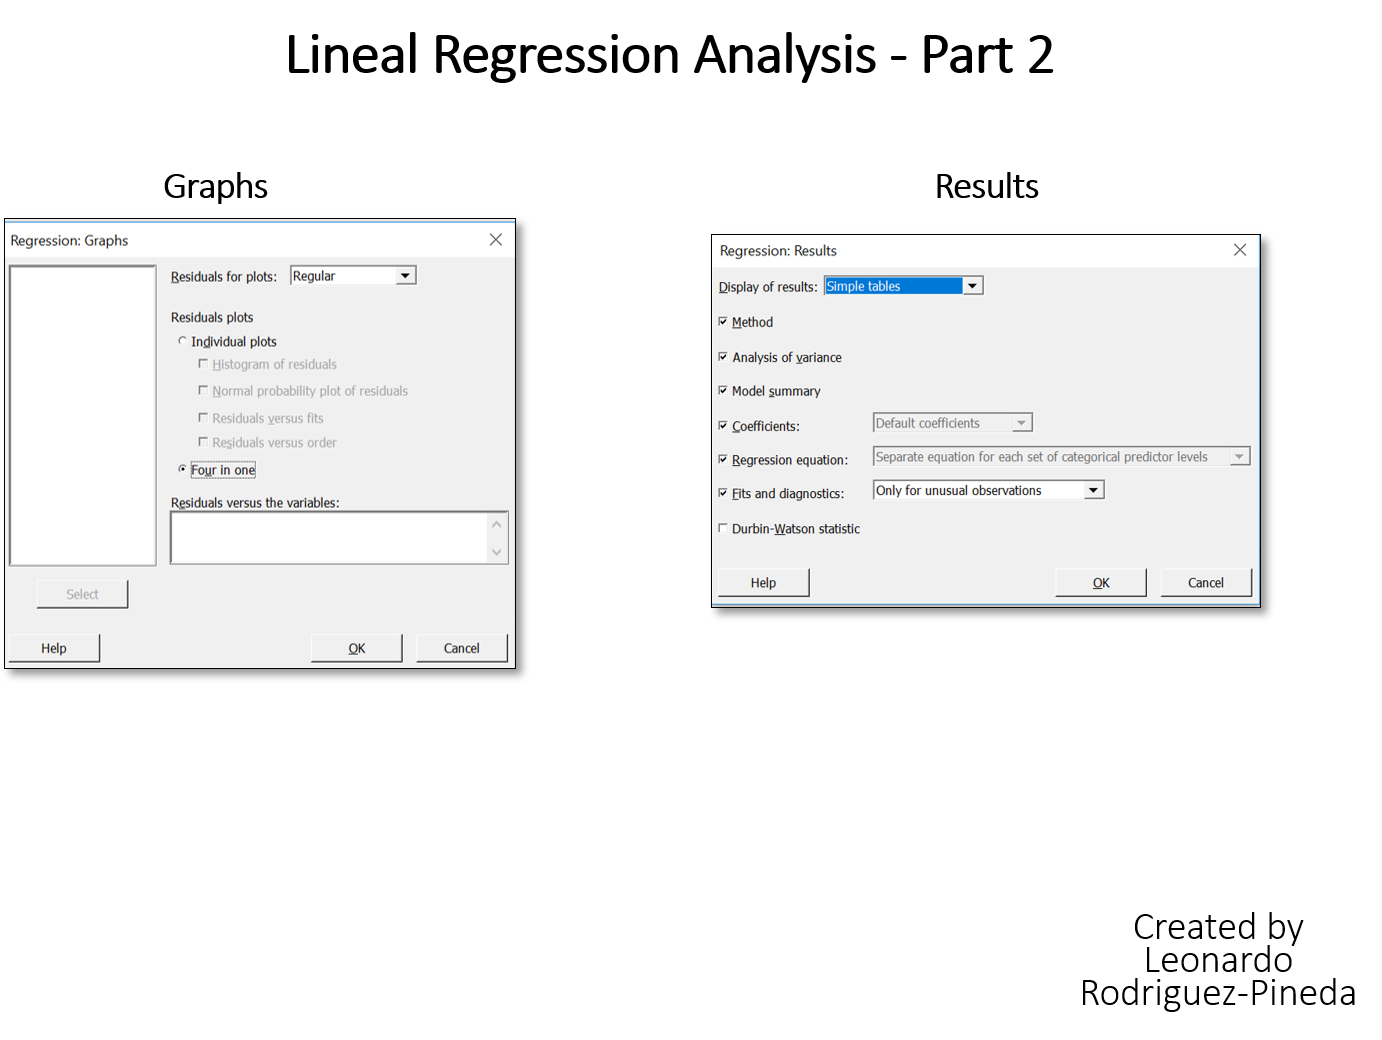 Lineal Regression Analysis - Part 2
Graphs
Regression: Graphs
Residuals for plots: Regular
Residuals plots
Individual plots
Histogram of residuals
Normal probability plot of residuals
Residuals versus fits
Residuals versus order
Four in one
Residuals versus the variables:
Select
Help OK Cancel
Results
Regression: Results
Display of results: Simple tables
Method
Analysis of variance
Model summary
Coefficients: Default coefficients
Regression equation: Separate equation for each set of categorical predictor levels
Fits and diagnostics: Only for unusual observations
Durbin-Watson statistic
Help OK Cancel
Created by
Leonardo
Rodriguez-Pineda